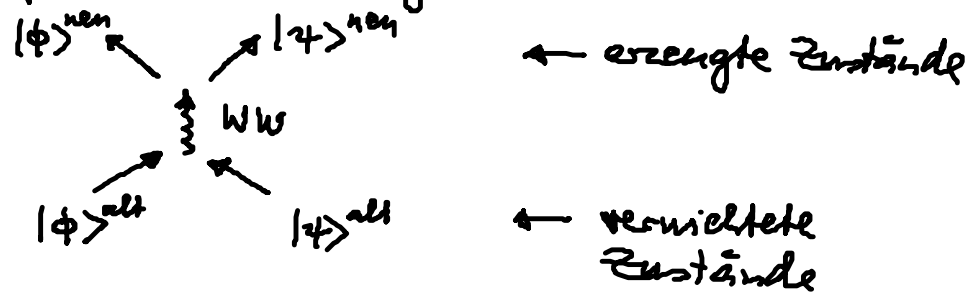 |ϕ⟩ⁿᵉᵘ |ψ⟩ⁿᵉᵘ ← erzeugte Zustände
WW
|ϕ⟩ᵃˡᵗ |ψ⟩ᵃˡᵗ ← vernichtete
Zustände